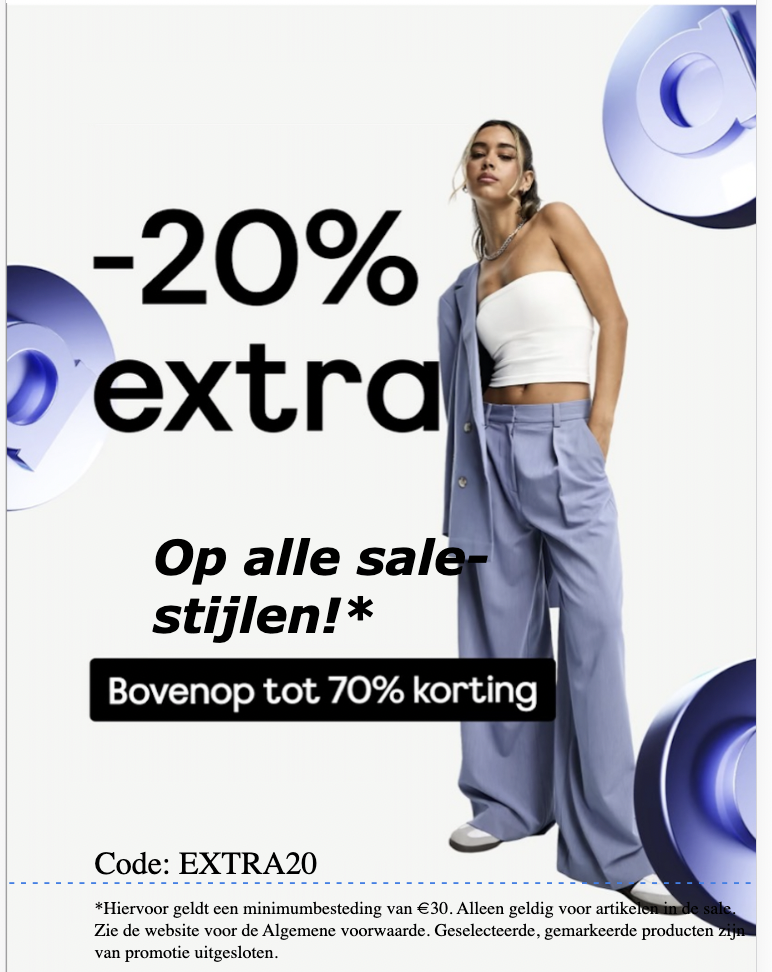 -20%
extra
Op alle sale-
stijlen!*
Bovenop tot 70% korting
Code: EXTRA20
*Hiervoor geldt een minimumbesteding van €30. Alleen geldig voor artikelen in de sale.
Zie de website voor de Algemene voorwaarde. Geselecteerde, gemarkeerde producten zijn
van promotie uitgesloten.